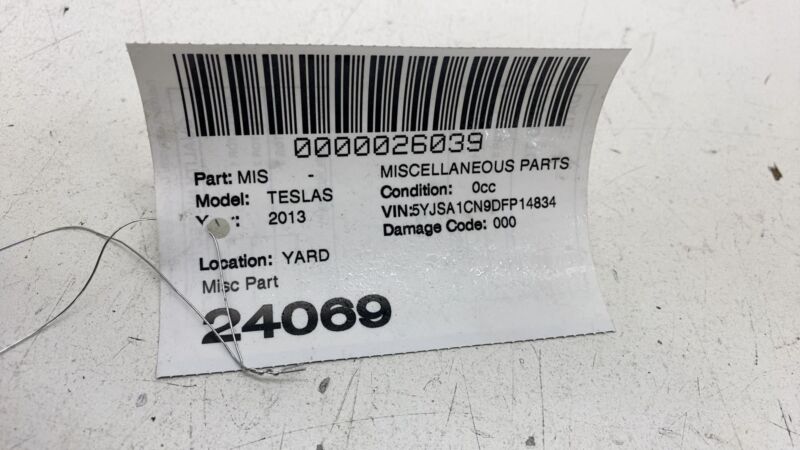 0000026039
Part: MIS - MISCELLANEOUS PARTS
Model: TESLAS Condition: 0cc
2013 VIN:5YJSA1CN9DFP14834
Damage Code: 000
Location: YARD
Misc Part
24069